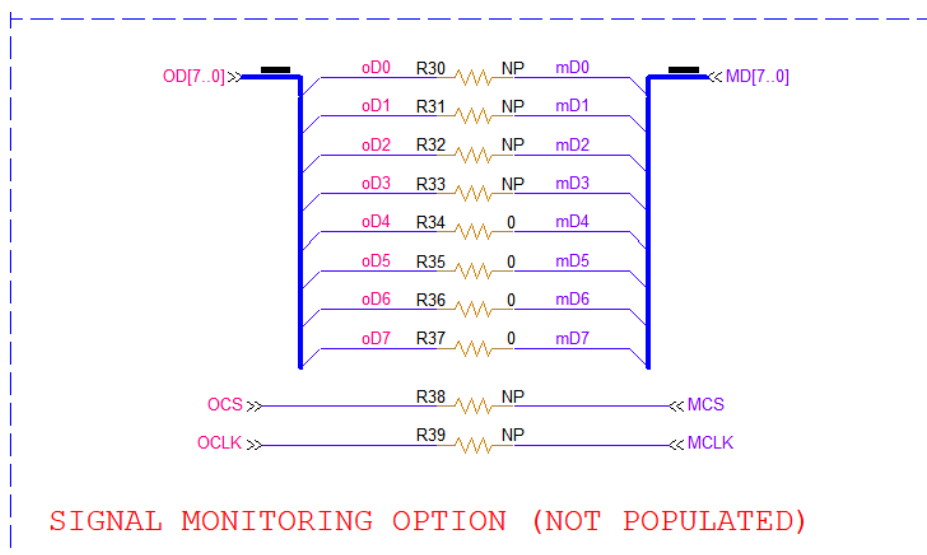 OD[7..0] oD0 R30 NP mD0 MD[7..0]
oD1 R31 NP mD1
oD2 R32 NP mD2
oD3 R33 NP mD3
oD4 R34 0 mD4
oD5 R35 0 mD5
oD6 R36 0 mD6
oD7 R37 0 mD7
OCS R38 NP MCS
OCLK R39 NP MCLK
SIGNAL MONITORING OPTION (NOT POPULATED)